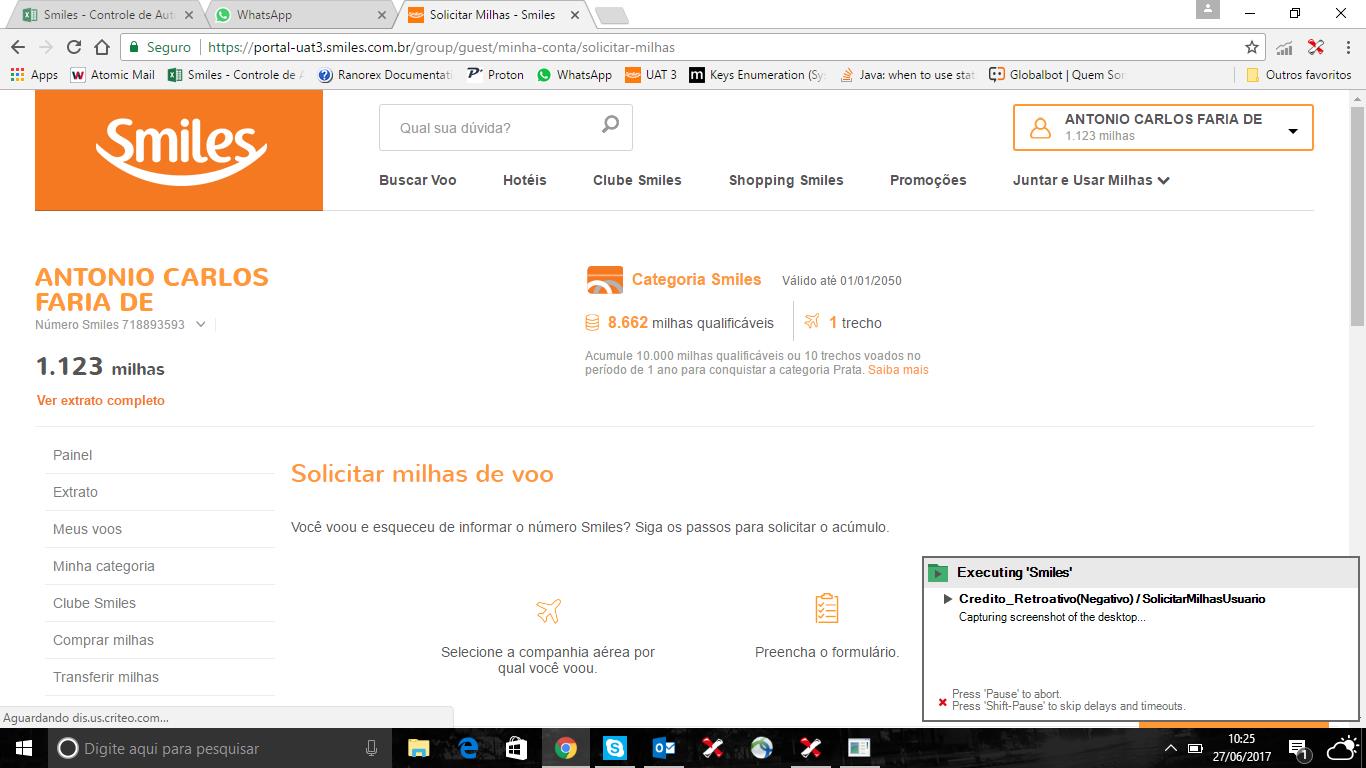 Smiles - Controle de Aut
WhatsApp
Solicitar Milhas - Smiles
Seguro
https://portal-uat3.smiles.com.br/group/guest/minha-conta/solicitar-milhas
Apps
Atomic Mail
Smiles - Controle de A
Ranorex Documentati
Proton
WhatsApp
UAT 3
Keys Enumeration (Sy
Java: when to use stat
Globalbot | Quem So
Outros favoritos
Smiles
Qual sua dúvida?
ANTONIO CARLOS FARIA DE
1.123 milhas
Buscar Voo
Hotéis
Clube Smiles
Shopping Smiles
Promoções
Juntar e Usar Milhas
ANTONIO CARLOS
FARIA DE
Número Smiles 718893593
1.123 milhas
Ver extrato completo
Categoria Smiles
Válido até 01/01/2050
8.662 milhas qualificáveis
1 trecho
Acumule 10.000 milhas qualificáveis ou 10 trechos voados no
período de 1 ano para conquistar a categoria Prata. Saiba mais
Painel
Extrato
Meus voos
Minha categoria
Clube Smiles
Comprar milhas
Transferir milhas
Solicitar milhas de voo
Você voou e esqueceu de informar o número Smiles? Siga os passos para solicitar o acúmulo.
Selecione a companhia aérea por
qual você voou.
Preencha o formulário.
Executing 'Smiles'
Credito_Retroativo(Negativo) / SolicitarMilhasUsuario
Capturing screenshot of the desktop...
Press 'Pause' to abort.
Press 'Shift-Pause' to skip delays and timeouts.
Aguardando dis.us.criteo.com...
Digite aqui para pesquisar
10:25
27/06/2017
1